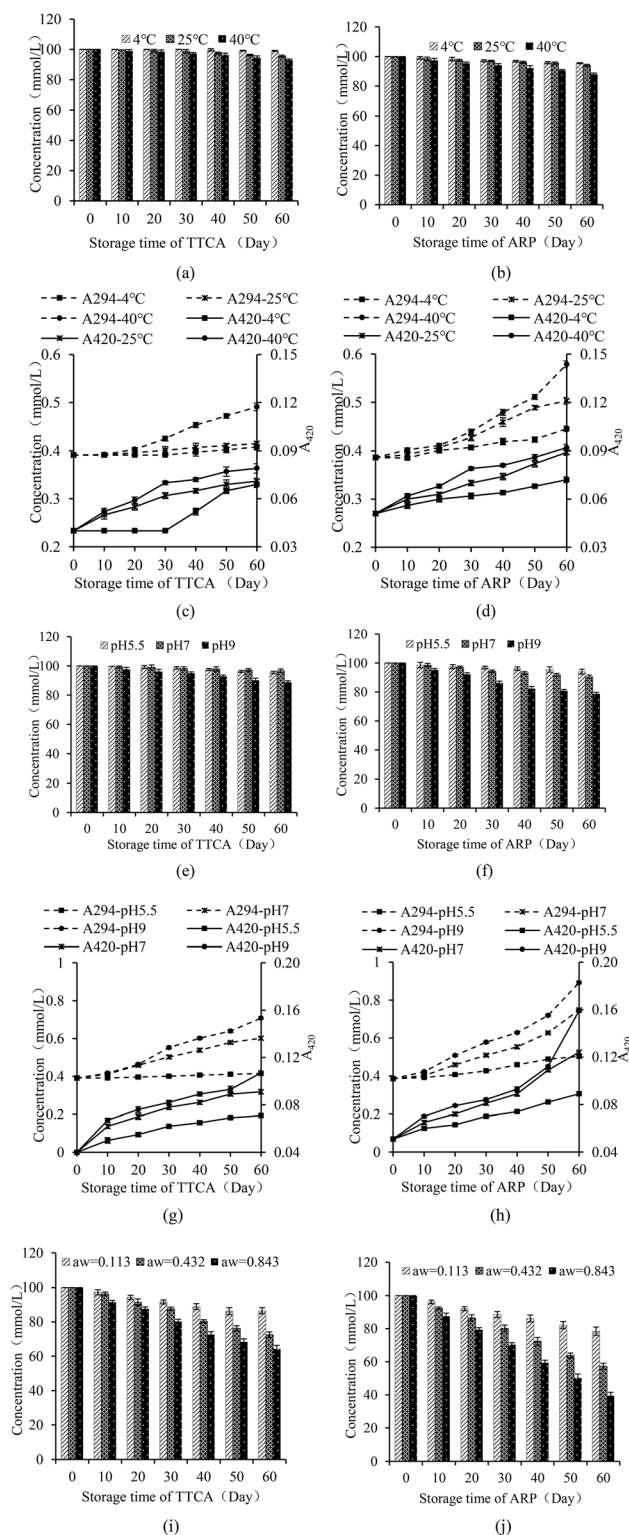 4℃ 25℃ 40℃
120
100
80
60
40
20
0
Concentration（mmol/L）
0 10 20 30 40 50 60
Storage time of TTCA （Day）
(a)
4℃ 25℃ 40℃
120
100
80
60
40
20
0
Concentration（mmol/L）
0 10 20 30 40 50 60
Storage time of ARP（Day）
(b)
A294-4℃ A294-25℃
A294-40℃ A420-4℃
A420-25℃ A420-40℃
0.6
0.5
0.4
0.3
0.2
Concentration（mmol/L）
0.15
0.12
0.09
0.06
0.03
A420
0 10 20 30 40 50 60
Storage time of TTCA （Day）
(c)
A294-4℃ A294-25℃
A294-40℃ A420-4℃
A420-25℃ A420-40℃
0.6
0.5
0.4
0.3
0.2
Concentration（mmol/L）
0.15
0.12
0.09
0.06
0.03
A420
0 10 20 30 40 50 60
Storage time of ARP（Day）
(d)
pH5.5 pH7 pH9
120
100
80
60
40
20
0
Concentration（mmol/L）
0 10 20 30 40 50 60
Storage time of TTCA（Day）
(e)
pH5.5 pH7 pH9
120
100
80
60
40
20
0
Concentration（mmol/L）
0 10 20 30 40 50 60
Storage time of ARP（Day）
(f)
A294-pH5.5 A294-pH7
A294-pH9 A420-pH5.5
A420-pH7 A420-pH9
1
0.8
0.6
0.4
0.2
0
Concentration（mmol/L）
0.20
0.16
0.12
0.08
0.04
A420
0 10 20 30 40 50 60
Storage time of TTCA（Day）
(g)
A294-pH5.5 A294-pH7
A294-pH9 A420-pH5.5
A420-pH7 A420-pH9
1
0.8
0.6
0.4
0.2
0
Concentration（mmol/L）
0.20
0.16
0.12
0.08
0.04
A420
0 10 20 30 40 50 60
Storage time of ARP（Day）
(h)
aw=0.113 aw=0.432 aw=0.843
120
100
80
60
40
20
0
Concentration（mmol/L）
0 10 20 30 40 50 60
Storage time of TTCA（Day）
(i)
aw=0.113 aw=0.432 aw=0.843
120
100
80
60
40
20
0
Concentration（mmol/L）
0 10 20 30 40 50 60
Storage time of ARP（Day）
(j)